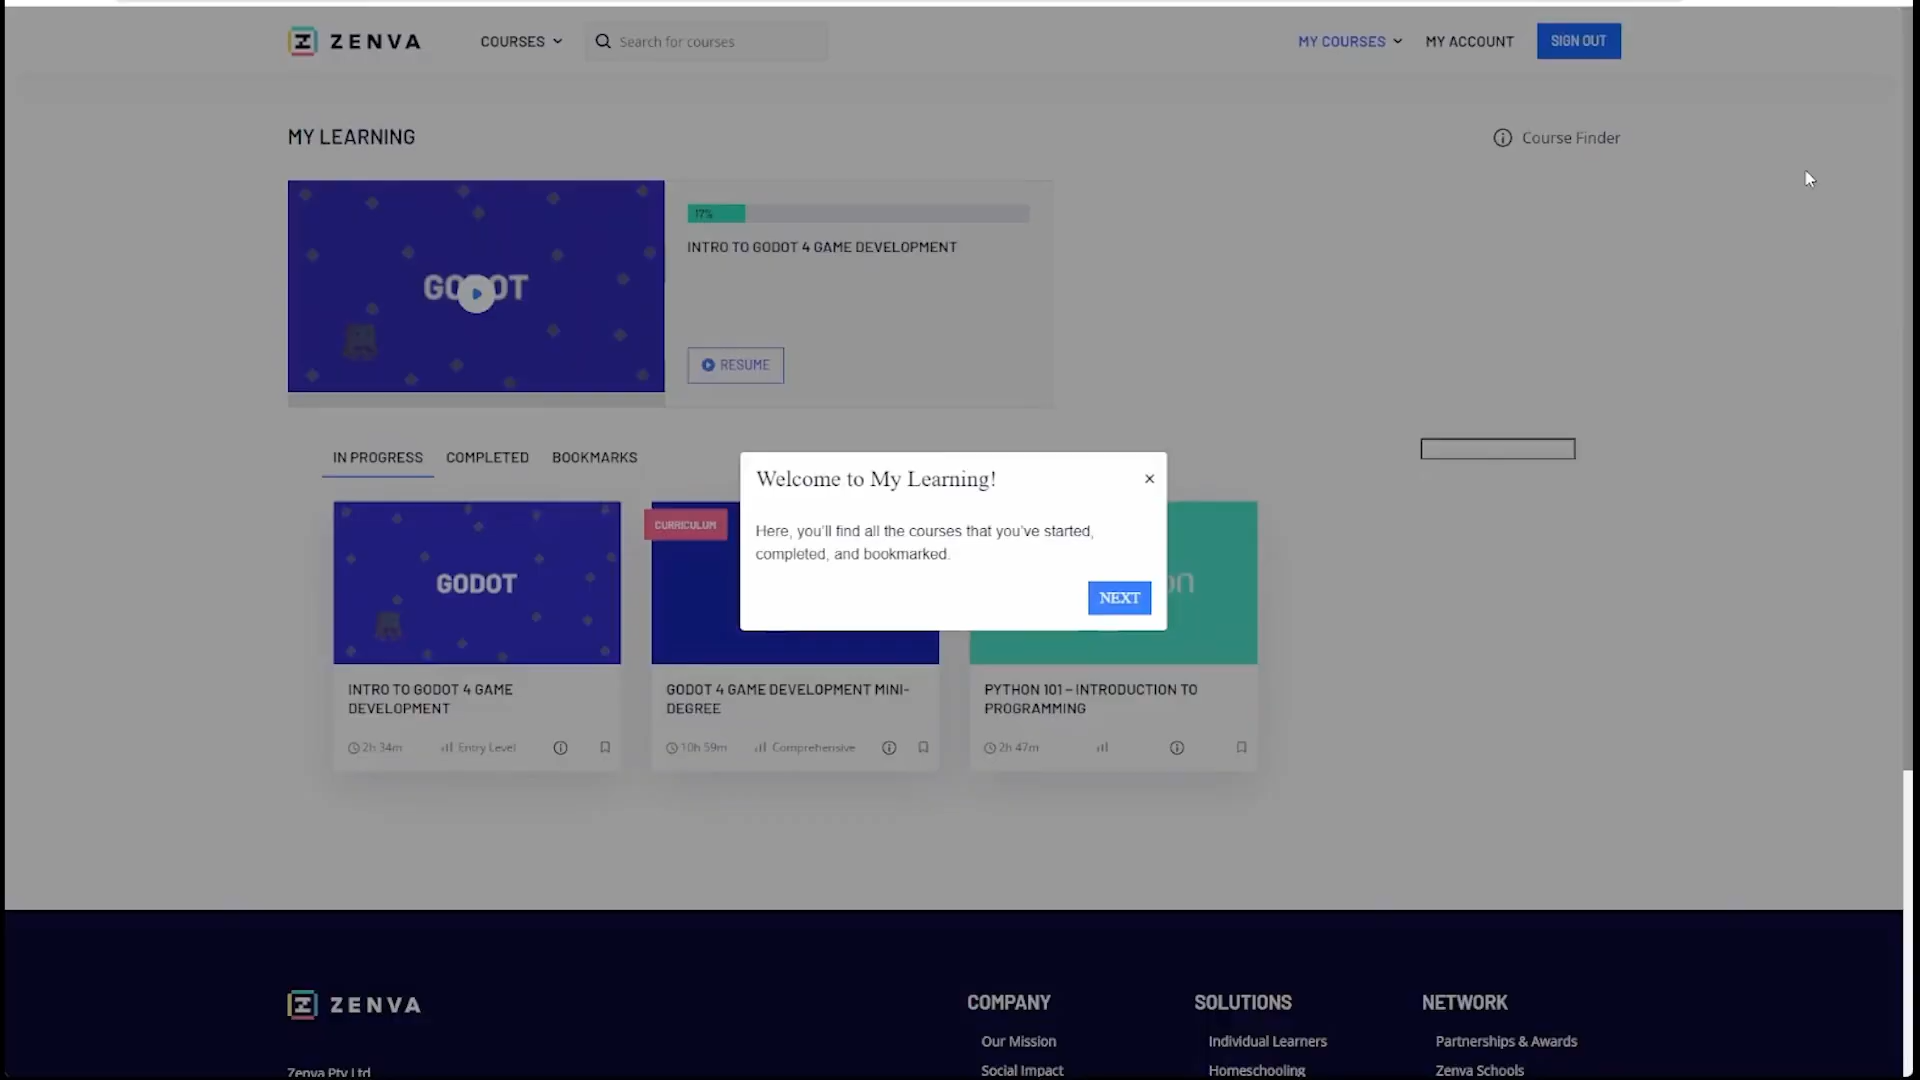 ZENVA
COURSES
Search for courses
MY COURSES
MY ACCOUNT
SIGN OUT
MY LEARNING
Course Finder
17%
INTRO TO GODOT 4 GAME DEVELOPMENT
RESUME
IN PROGRESS
COMPLETED
BOOKMARKS
Welcome to My Learning!
×
Here, you'll find all the courses that you've started,
completed, and bookmarked.
NEXT
GODOT
CURRICULUM
on
INTRO TO GODOT 4 GAME
DEVELOPMENT
2h 34m
Entry Level
GODOT 4 GAME DEVELOPMENT MINI-
DEGREE
10h 59m
Comprehensive
PYTHON 101 – INTRODUCTION TO
PROGRAMMING
2h 47m
ZENVA
Zenva Pty Ltd
COMPANY
Our Mission
Social Impact
SOLUTIONS
Individual Learners
Homeschooling
NETWORK
Partnerships & Awards
Zenva Schools